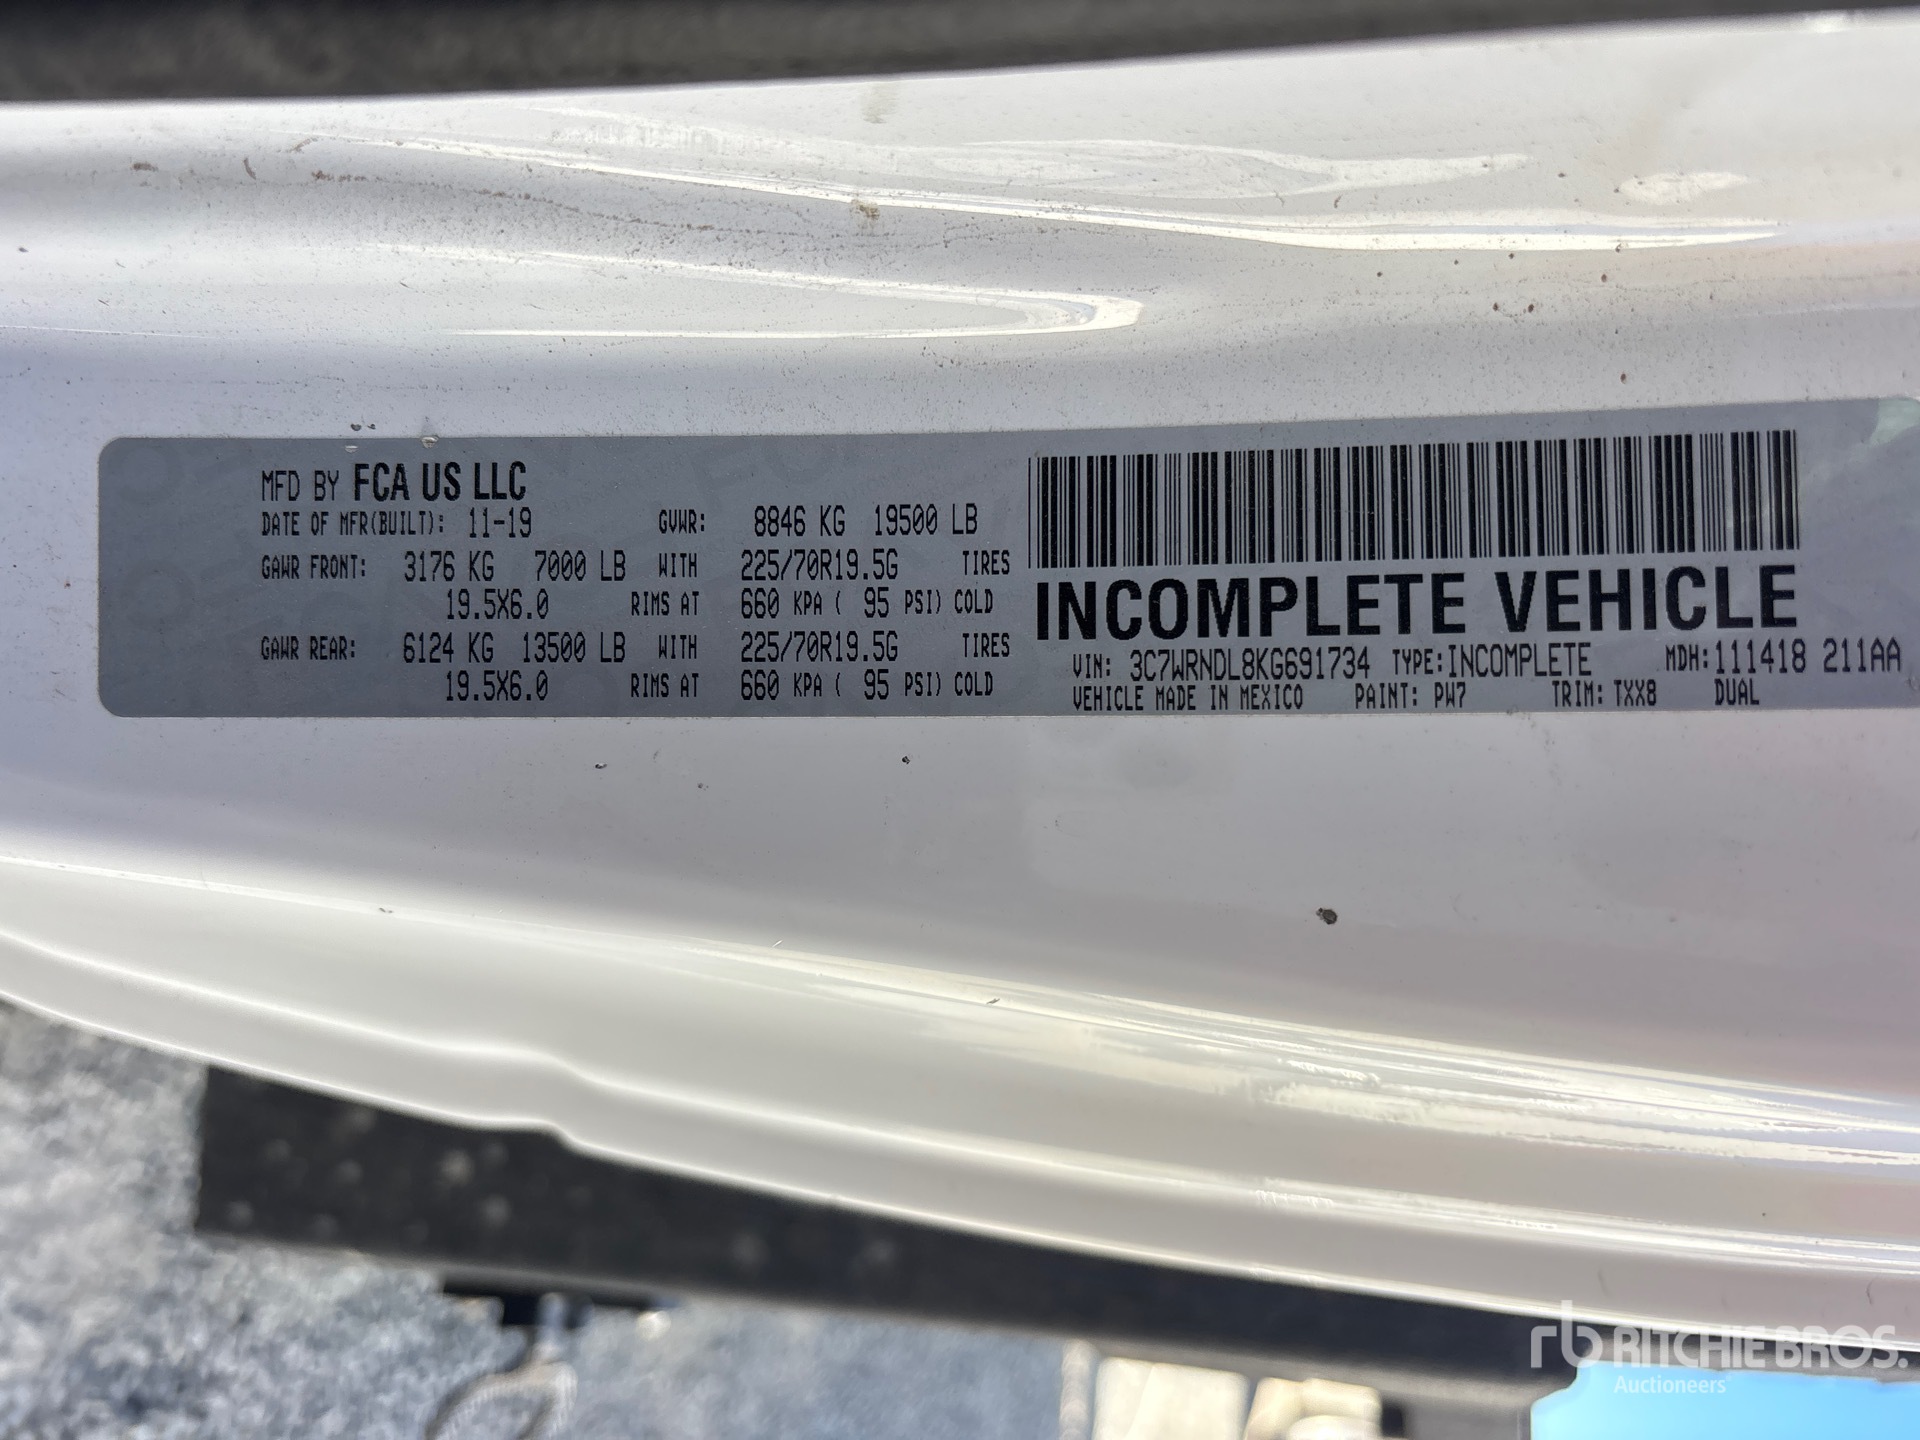 MFD BY FCA US LLC
DATE OF MFR(BUILT): 11-19 GVWR: 8846 KG 19500 LB
GAWR FRONT: 3176 KG 7000 LB WITH 225/70R19.5G TIRES
19.5X6.0 RIMS AT 660 KPA ( 95 PSI) COLD
GAWR REAR: 6124 KG 13500 LB WITH 225/70R19.5G TIRES
19.5X6.0 RIMS AT 660 KPA ( 95 PSI) COLD
INCOMPLETE VEHICLE
VIN: 3C7WRNDL8KG691734 TYPE: INCOMPLETE MDH: 111418 211AA
VEHICLE MADE IN MEXICO PAINT: PW7 TRIM: TXX8 DUAL
rb RITCHIE BROS.
Auctioneers